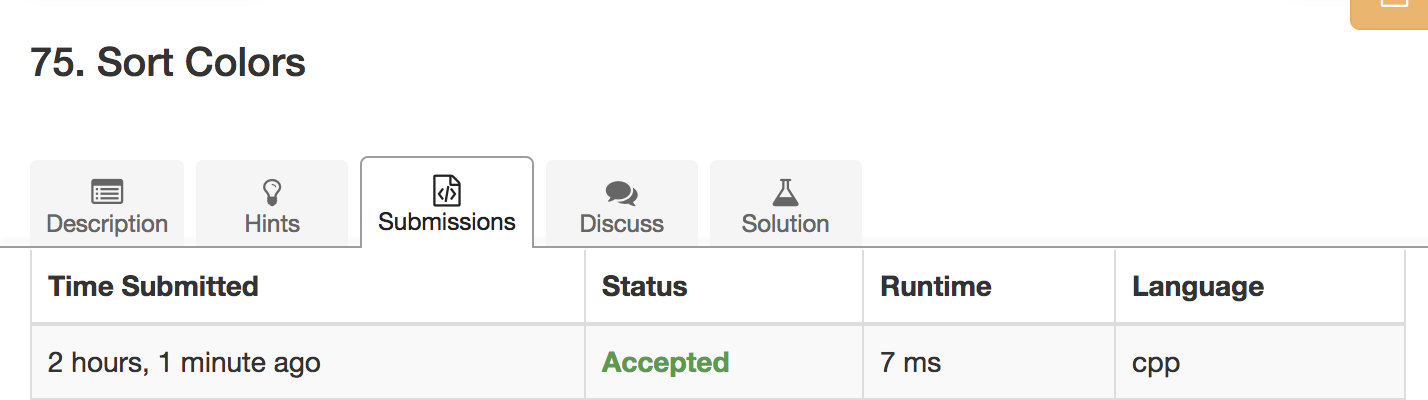 75. Sort Colors
Description Hints Submissions Discuss Solution
Time Submitted Status Runtime Language
2 hours, 1 minute ago Accepted 7 ms cpp